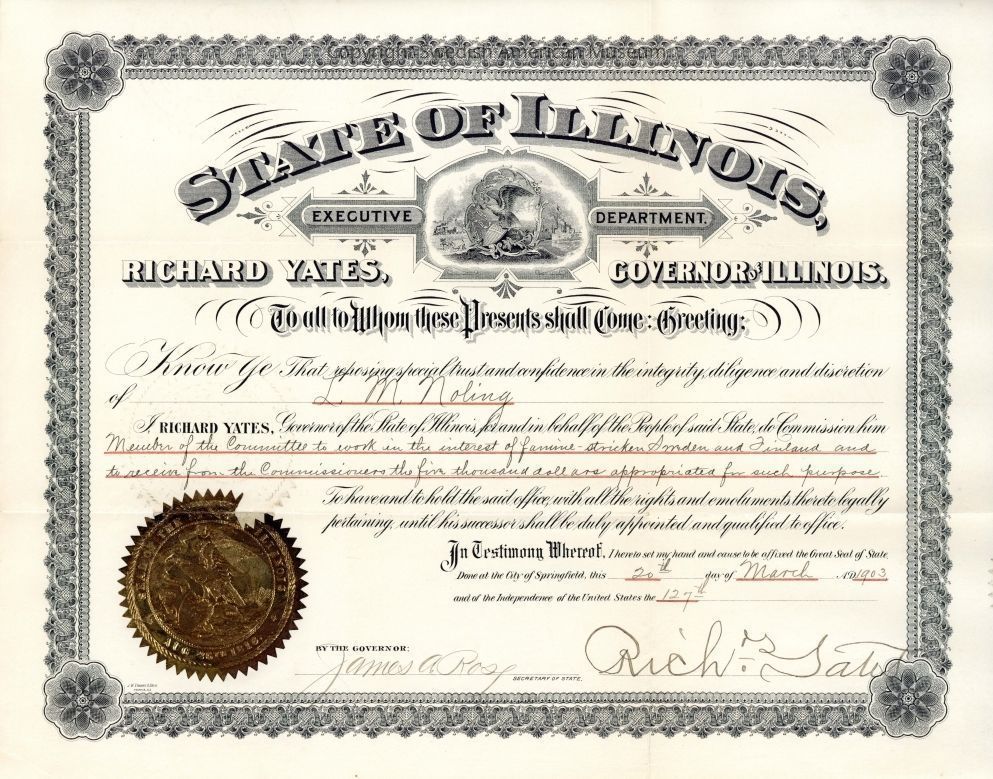 Copyright Swedish American Museum
STATE OF ILLINOIS,
EXECUTIVE DEPARTMENT.
RICHARD YATES, GOVERNOR OF ILLINOIS.
To all to Whom these Presents shall Come: Greeting:
Know Ye That reposing special trust and confidence in the integrity, diligence and discretion
of L. M. Noling
I RICHARD YATES, Governor of the State of Illinois, for and in behalf of the People of said State, do Commission him
Member of the Committee to work in the interest of famine-stricken Sweden and Finland and
to receive from the Commissioners the five thousand dollars appropriated for such purpose.
To have and to hold the said office, with all the rights and emoluments thereto legally
pertaining, until his successor shall be duly appointed and qualified to office.
In Testimony Whereof, I hereto set my hand and cause to be affixed the Great Seal of State,
Done at the City of Springfield, this 20th day of March A.D. 1903
and of the Independence of the United States the 127th
BY THE GOVERNOR:
James A Rose
SECRETARY OF STATE.
Richd Yates